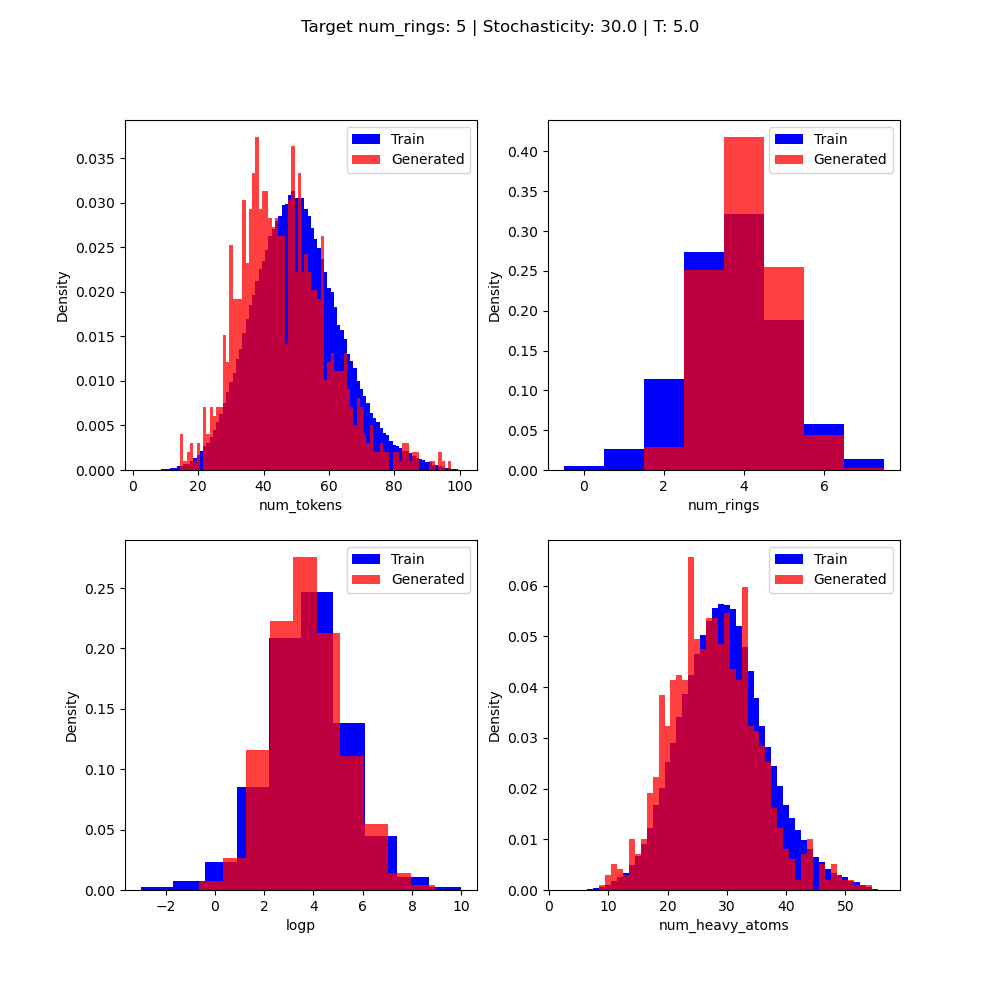 Target num_rings: 5 | Stochasticity: 30.0 | T: 5.0
Train
Generated
Density
0.035
0.030
0.025
0.020
0.015
0.010
0.005
0.000
0 20 40 60 80 100
num_tokens
Train
Generated
Density
0.40
0.35
0.30
0.25
0.20
0.15
0.10
0.05
0.00
0 2 4 6
num_rings
Train
Generated
Density
0.25
0.20
0.15
0.10
0.05
0.00
−2 0 2 4 6 8 10
logp
Train
Generated
Density
0.06
0.05
0.04
0.03
0.02
0.01
0.00
0 10 20 30 40 50
num_heavy_atoms